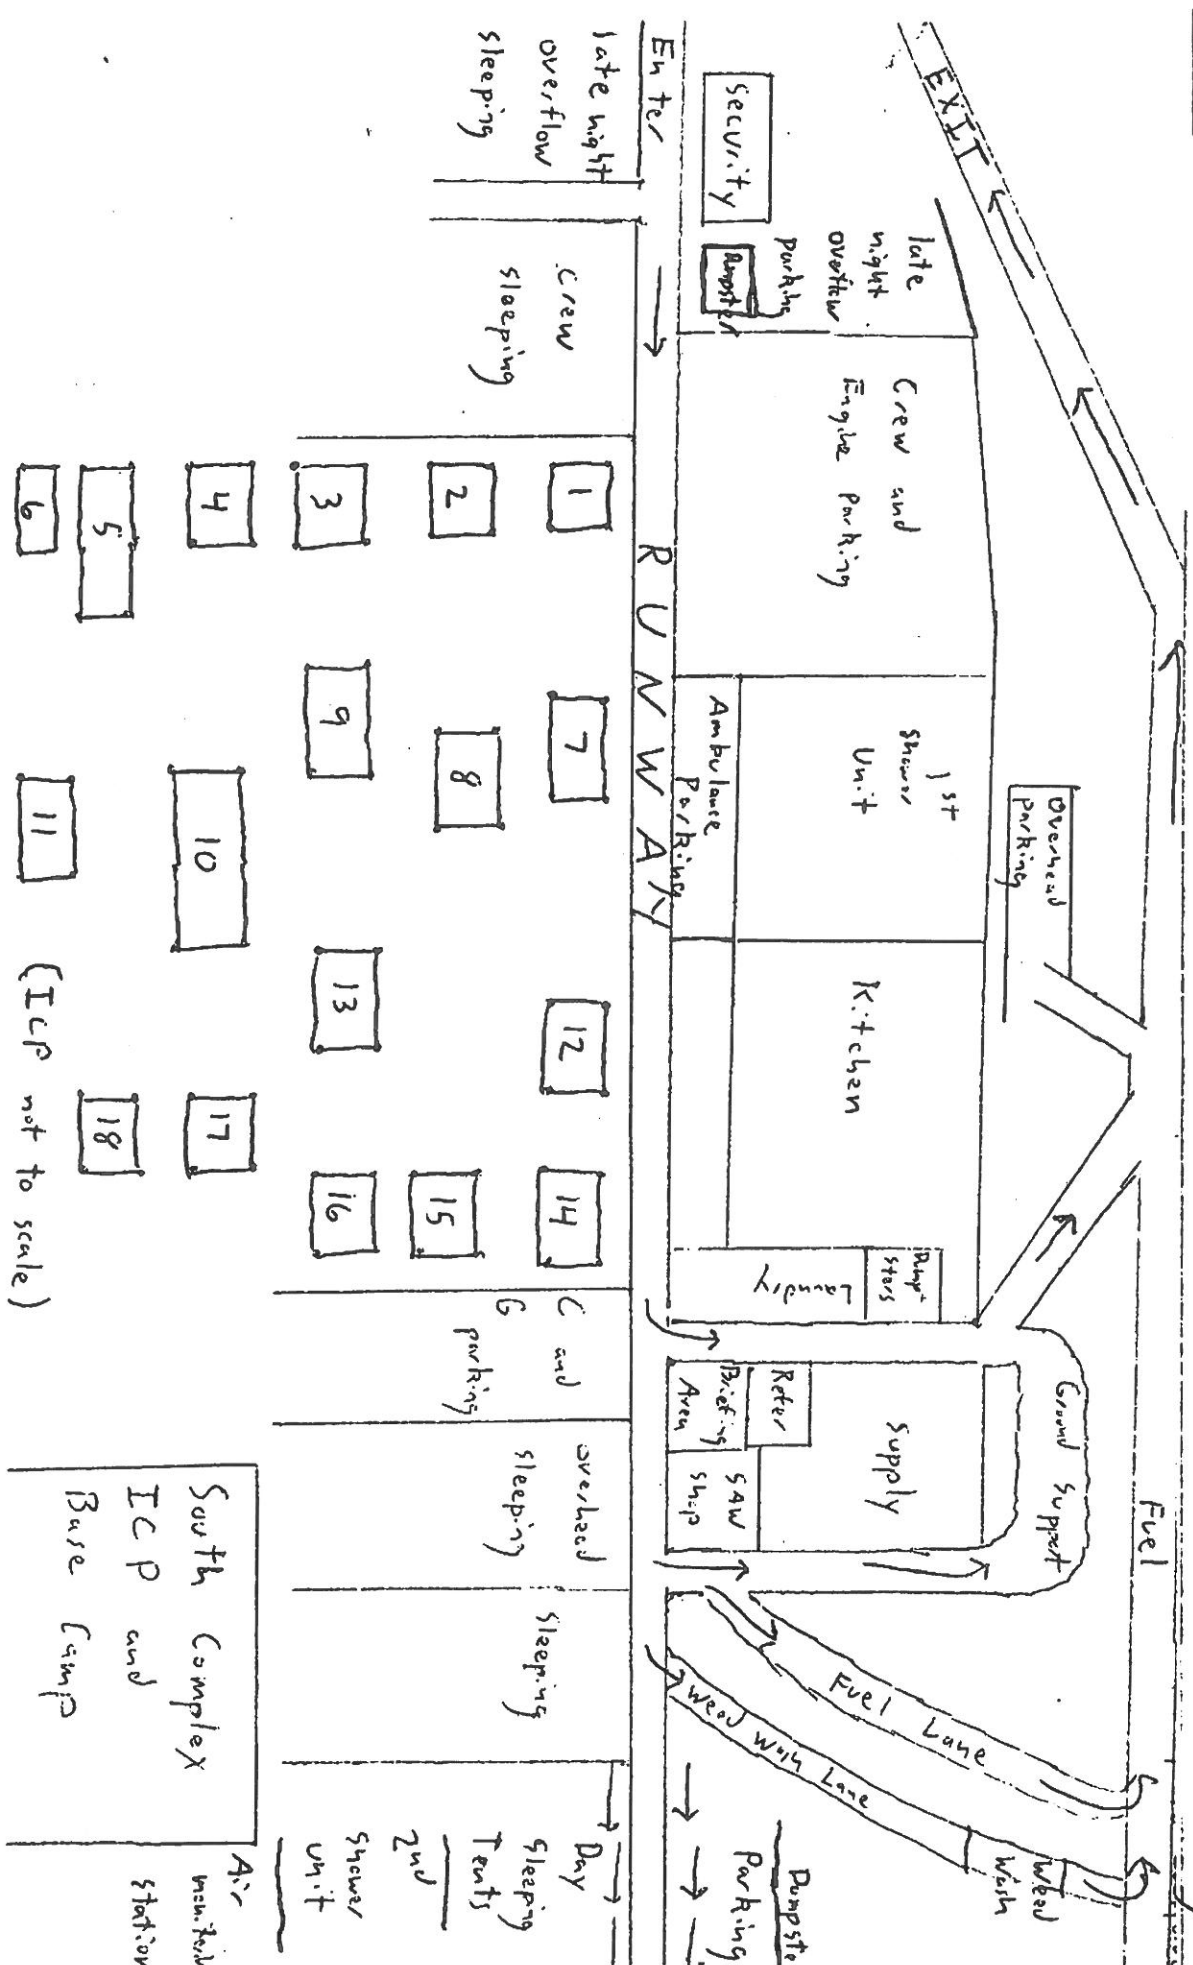 EXIT
Enter
Security
Dumpster
late
night
overflow
parking
late night
overflow
sleeping
Crew
sleeping
Crew and
Engine Parking
RUNWAY
1st
Shower
Unit
Ambulance
Parking
Overhead
parking
Kitchen
Dump-
sters
Laundry
Briefing
Area
Supply
SAW
Shop
Ground Support
Fuel
Fuel Lane
Weed Wash Lane
Weed
Wash
1
2
3
4
5
6
7
8
9
10
11
12
13
14
15
16
17
18
(ICP not to scale)
C and
G
parking
overhead
sleeping
Sleeping
Day
Sleeping
Tents
2nd
Shower
unit
Dumpste
Parking
Air
station
South Complex
ICP and
Base Camp